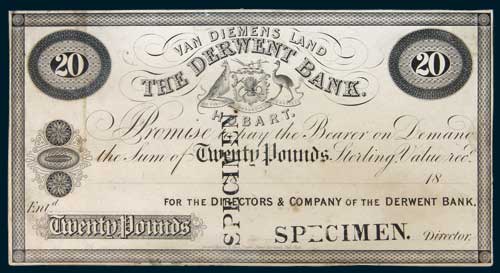 VAN DIEMENS LAND
THE DERWENT BANK.
20
20
HOBART.
Promise to pay the Bearer on Demand
the Sum of Twenty Pounds. Sterling Value recd.
18
Entd.
FOR THE DIRECTORS & COMPANY OF THE DERWENT BANK,
Twenty Pounds
SPECIMEN.
Director.
SPECIMEN